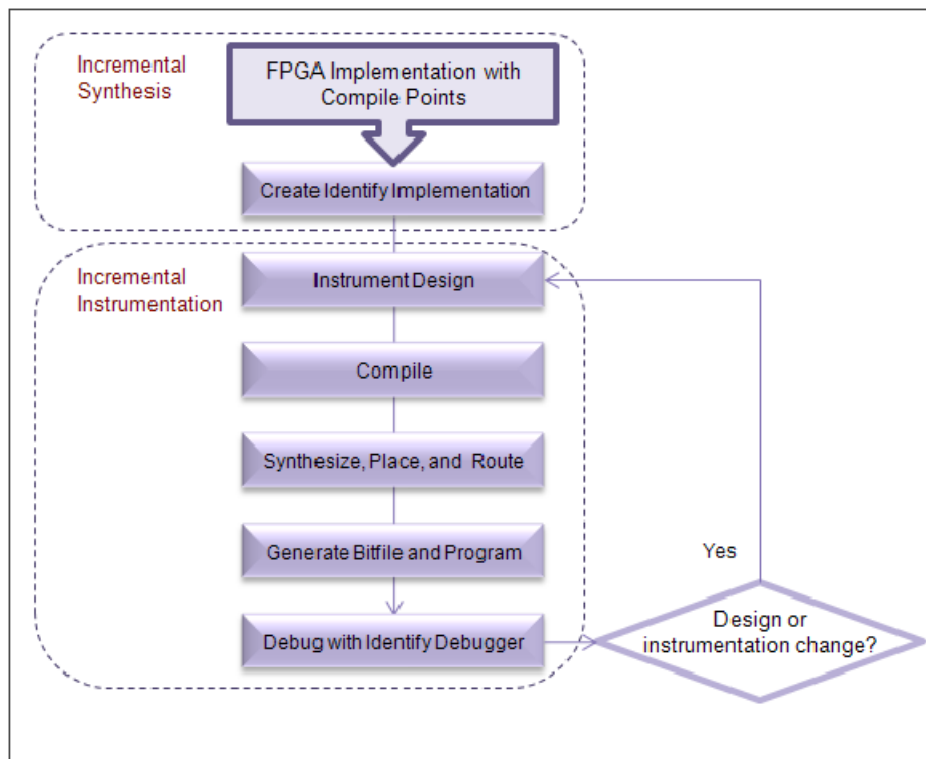 Incremental
Synthesis
FPGA Implementation with
Compile Points
Create Identify Implementation
Incremental
Instrumentation
Instrument Design
Compile
Synthesize, Place, and Route
Generate Bitfile and Program
Debug with Identify Debugger
Yes
Design or
instrumentation change?